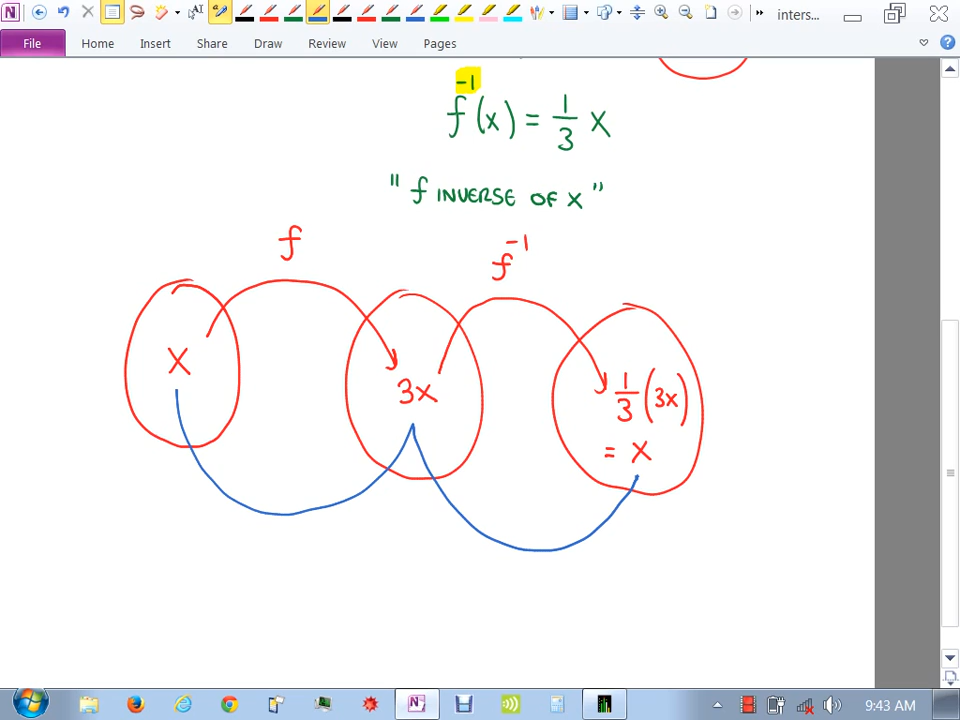 inters...
File Home Insert Share Draw Review View Pages
f⁻¹(x) = 1/3 x
"f INVERSE OF x"
f
f⁻¹
x
3x
1/3 (3x)
= x
9:43 AM